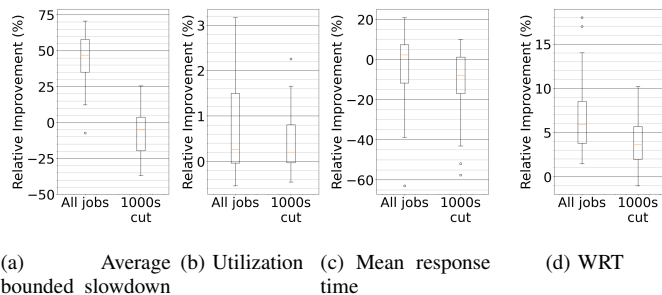 Relative Improvement (%)
75
50
25
0
−25
−50
All jobs
1000s
cut
Relative Improvement (%)
3
2
1
0
All jobs
1000s
cut
Relative Improvement (%)
20
0
−20
−40
−60
All jobs
1000s
cut
Relative Improvement (%)
15
10
5
0
All jobs
1000s
cut
(a) Average
bounded slowdown
(b) Utilization
(c) Mean response
time
(d) WRT